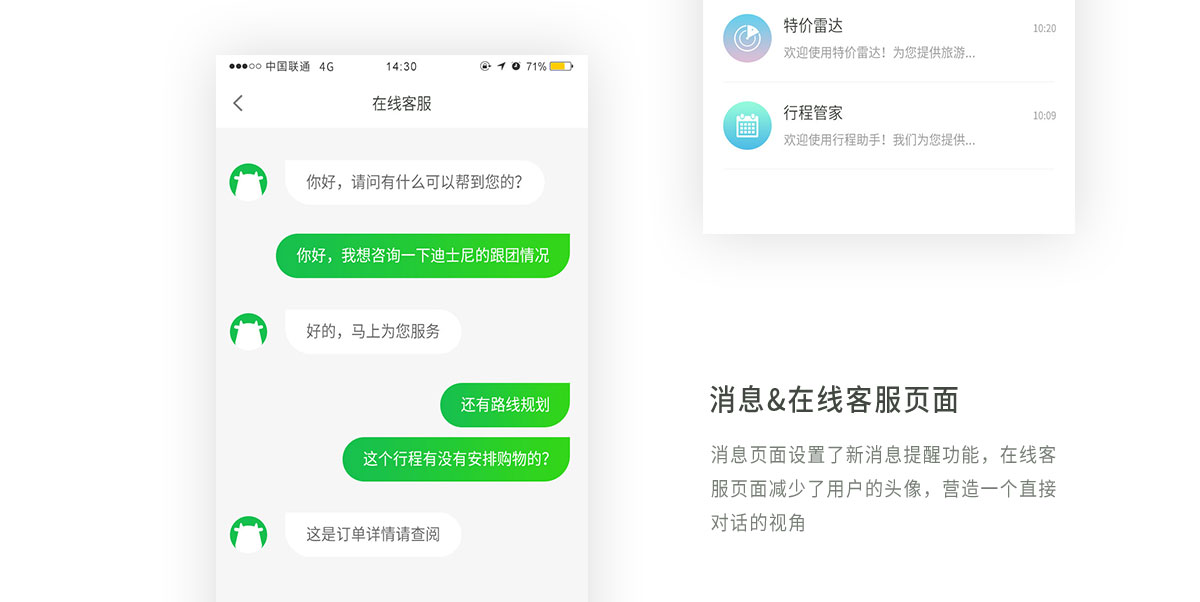 中国联通 4G 14:30 71%
在线客服
你好，请问有什么可以帮到您的？
你好，我想咨询一下迪士尼的跟团情况
好的，马上为您服务
还有路线规划
这个行程有没有安排购物的？
这是订单详情请查阅
特价雷达 10:20
欢迎使用特价雷达！为您提供旅游...
行程管家 10:09
欢迎使用行程助手！我们为您提供...
消息&在线客服页面
消息页面设置了新消息提醒功能，在线客
服页面减少了用户的头像，营造一个直接
对话的视角